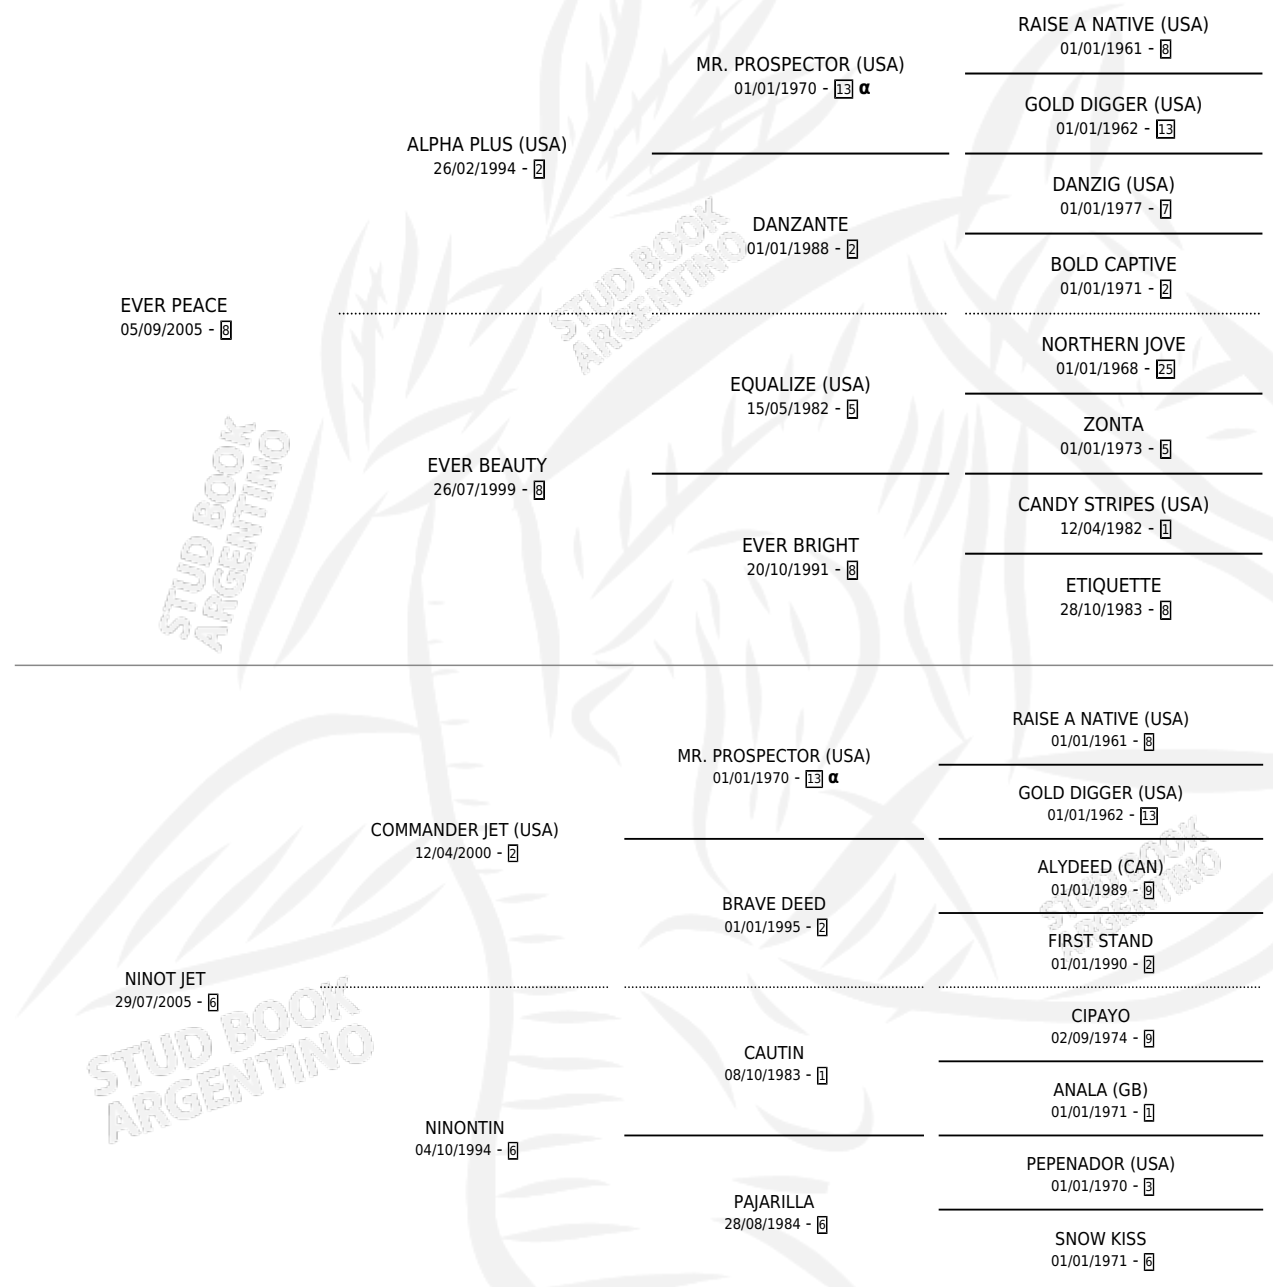 RAISE A NATIVE (USA)
01/01/1961 - 8
MR. PROSPECTOR (USA)
01/01/1970 - 13 α
GOLD DIGGER (USA)
01/01/1962 - 13
ALPHA PLUS (USA)
26/02/1994 - 2
DANZIG (USA)
01/01/1977 - 7
DANZANTE
01/01/1988 - 2
BOLD CAPTIVE
01/01/1971 - 2
EVER PEACE
05/09/2005 - 8
NORTHERN JOVE
01/01/1968 - 25
EQUALIZE (USA)
15/05/1982 - 5
ZONTA
01/01/1973 - 5
EVER BEAUTY
26/07/1999 - 8
CANDY STRIPES (USA)
12/04/1982 - 1
EVER BRIGHT
20/10/1991 - 8
ETIQUETTE
28/10/1983 - 8
STUD BOOK
ARGENTINO
STUD BOOK
ARGENTINO
RAISE A NATIVE (USA)
01/01/1961 - 8
MR. PROSPECTOR (USA)
01/01/1970 - 13 α
GOLD DIGGER (USA)
01/01/1962 - 13
COMMANDER JET (USA)
12/04/2000 - 2
ALYDEED (CAN)
01/01/1989 - 9
BRAVE DEED
01/01/1995 - 2
FIRST STAND
01/01/1990 - 2
NINOT JET
29/07/2005 - 6
CIPAYO
02/09/1974 - 9
CAUTIN
08/10/1983 - 1
ANALA (GB)
01/01/1971 - 1
NINONTIN
04/10/1994 - 6
PEPENADOR (USA)
01/01/1970 - 3
PAJARILLA
28/08/1984 - 6
SNOW KISS
01/01/1971 - 6
STUD BOOK
ARGENTINO
STUD BOOK
ARGENTINO